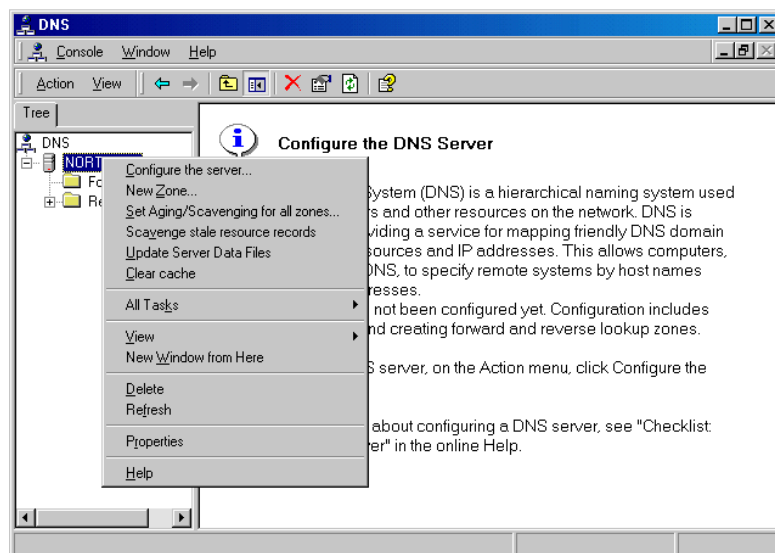 DNS
Console Window Help
Action View
Tree
DNS
NORT
Fo
Re
Configure the server...
New Zone...
Set Aging/Scavenging for all zones...
Scavenge stale resource records
Update Server Data Files
Clear cache
All Tasks
View
New Window from Here
Delete
Refresh
Properties
Help
Configure the DNS Server
System (DNS) is a hierarchical naming system used
rs and other resources on the network. DNS is
viding a service for mapping friendly DNS domain
sources and IP addresses. This allows computers,
DNS, to specify remote systems by host names
resses.
not been configured yet. Configuration includes
nd creating forward and reverse lookup zones.
S server, on the Action menu, click Configure the
about configuring a DNS server, see "Checklist:
ver" in the online Help.